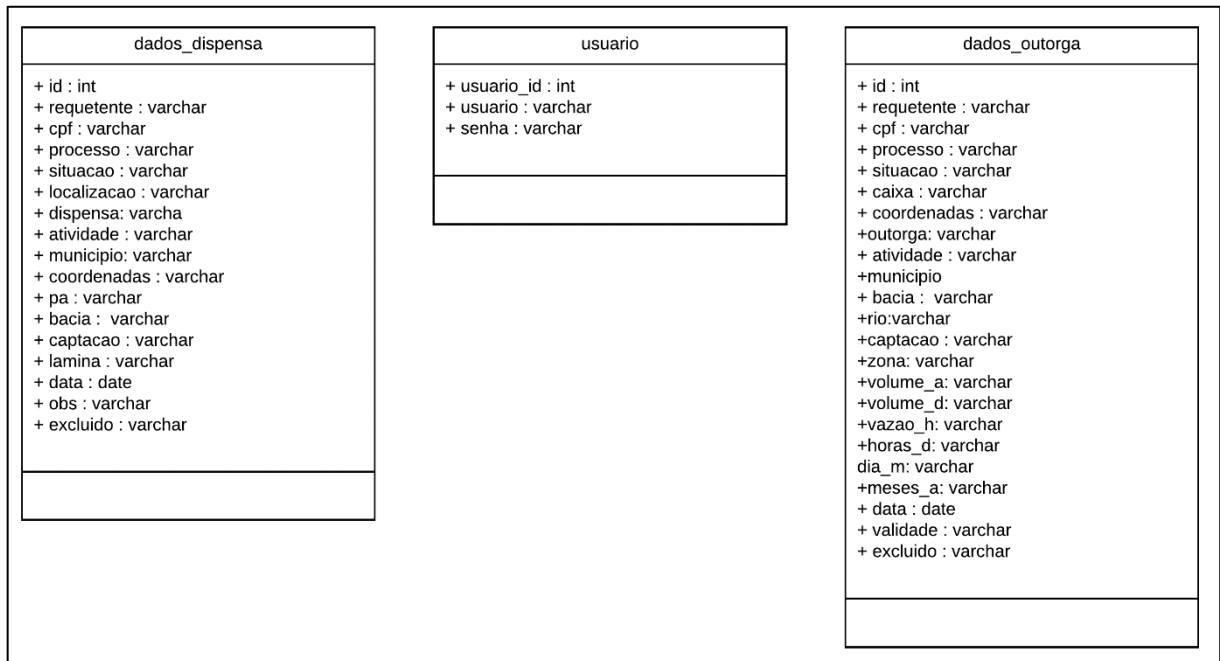 dados_dispensa
+ id : int
+ requetente : varchar
+ cpf : varchar
+ processo : varchar
+ situacao : varchar
+ localizacao : varchar
+ dispensa: varcha
+ atividade : varchar
+ municipio: varchar
+ coordenadas : varchar
+ pa : varchar
+ bacia :  varchar
+ captacao : varchar
+ lamina : varchar
+ data : date
+ obs : varchar
+ excluido : varchar
usuario
+ usuario_id : int
+ usuario : varchar
+ senha : varchar
dados_outorga
+ id : int
+ requetente : varchar
+ cpf : varchar
+ processo : varchar
+ situacao : varchar
+ caixa : varchar
+ coordenadas : varchar
+outorga: varchar
+ atividade : varchar
+municipio
+ bacia :  varchar
+rio:varchar
+captacao : varchar
+zona: varchar
+volume_a: varchar
+volume_d: varchar
+vazao_h: varchar
+horas_d: varchar
dia_m: varchar
+meses_a: varchar
+ data : date
+ validade : varchar
+ excluido : varchar